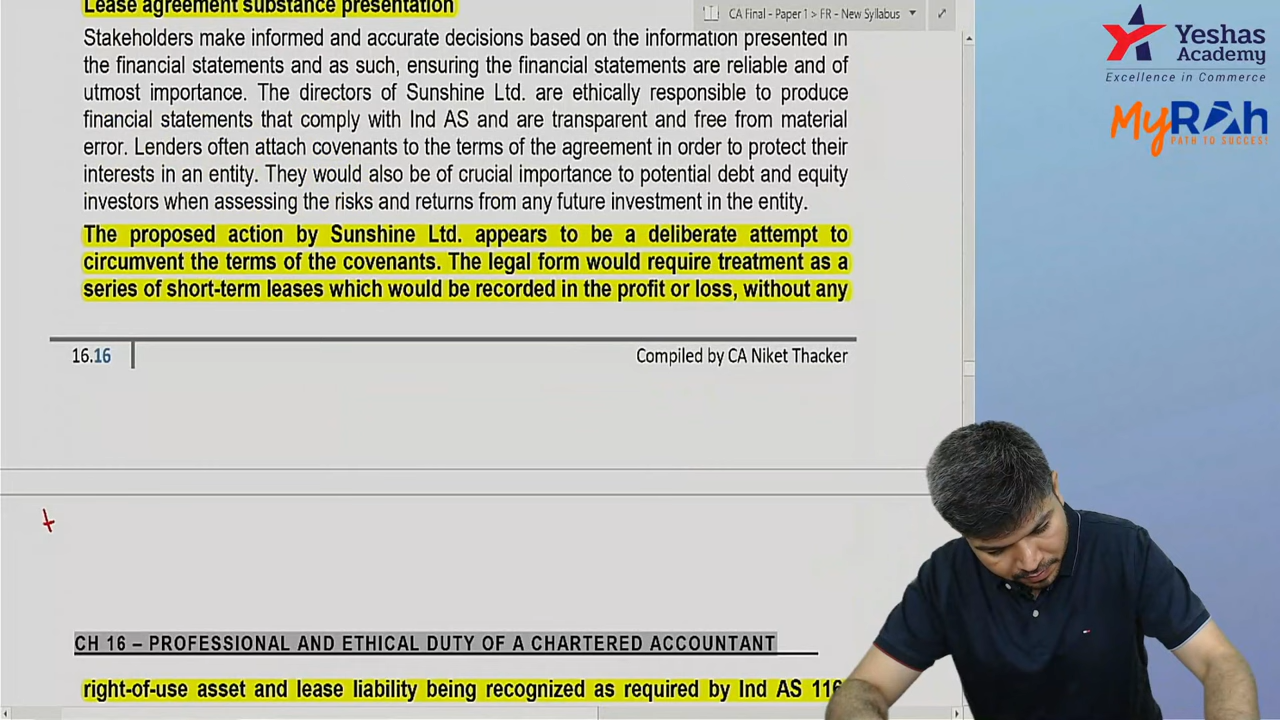 Lease agreement substance presentation
CA Final - Paper 1 > FR - New Syllabus
Stakeholders make informed and accurate decisions based on the information presented in
the financial statements and as such, ensuring the financial statements are reliable and of
utmost importance. The directors of Sunshine Ltd. are ethically responsible to produce
financial statements that comply with Ind AS and are transparent and free from material
error. Lenders often attach covenants to the terms of the agreement in order to protect their
interests in an entity. They would also be of crucial importance to potential debt and equity
investors when assessing the risks and returns from any future investment in the entity.
The proposed action by Sunshine Ltd. appears to be a deliberate attempt to
circumvent the terms of the covenants. The legal form would require treatment as a
series of short-term leases which would be recorded in the profit or loss, without any
16.16
Compiled by CA Niket Thacker
CH 16 – PROFESSIONAL AND ETHICAL DUTY OF A CHARTERED ACCOUNTANT
right-of-use asset and lease liability being recognized as required by Ind AS 116
Yeshas
Academy
Excellence in Commerce
MyRAh
PATH TO SUCCESS